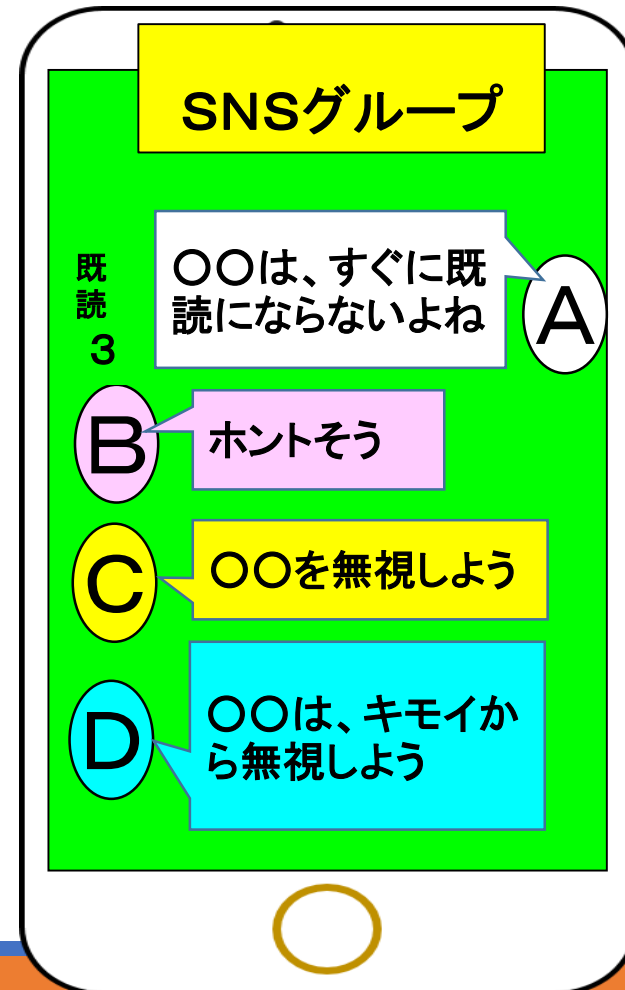 SNSグループ
〇〇は、すぐに既
読にならないよね
A
既
読
3
B
ホントそう
C
〇〇を無視しよう
D
〇〇は、キモイか
ら無視しよう